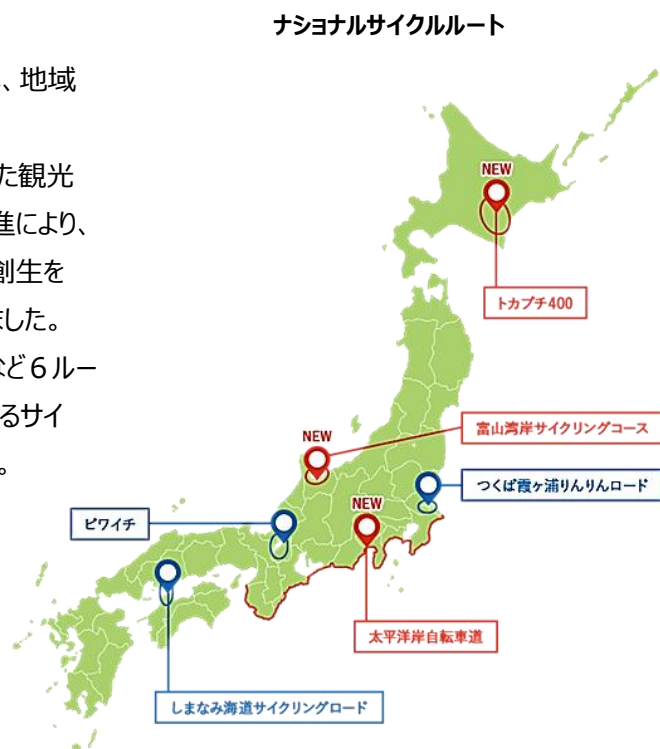 ナショナルサイクルルート
、地域
た観光
進により、
創生を
ました。
など６ルー
るサイ
。
NEW
トカプチ400
富山湾岸サイクリングコース
NEW
つくば霞ヶ浦りんりんロード
NEW
ビワイチ
太平洋岸自転車道
しまなみ海道サイクリングロード